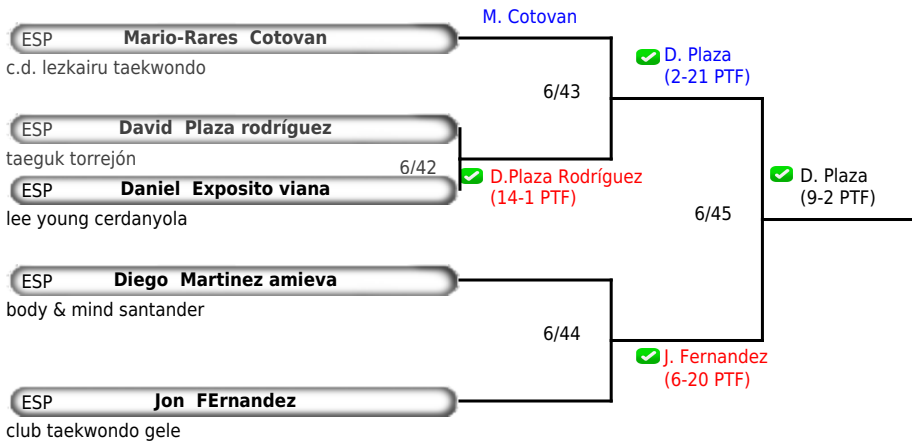 M. Cotovan
ESP Mario-Rares Cotovan
c.d. lezkairu taekwondo
D. Plaza
(2-21 PTF)
6/43
ESP David Plaza rodríguez
taeguk torrejón
6/42
D.Plaza Rodríguez
(14-1 PTF)
D. Plaza
(9-2 PTF)
ESP Daniel Exposito viana
lee young cerdanyola
6/45
ESP Diego Martinez amieva
body & mind santander
6/44
J. Fernandez
(6-20 PTF)
ESP Jon FErnandez
club taekwondo gele